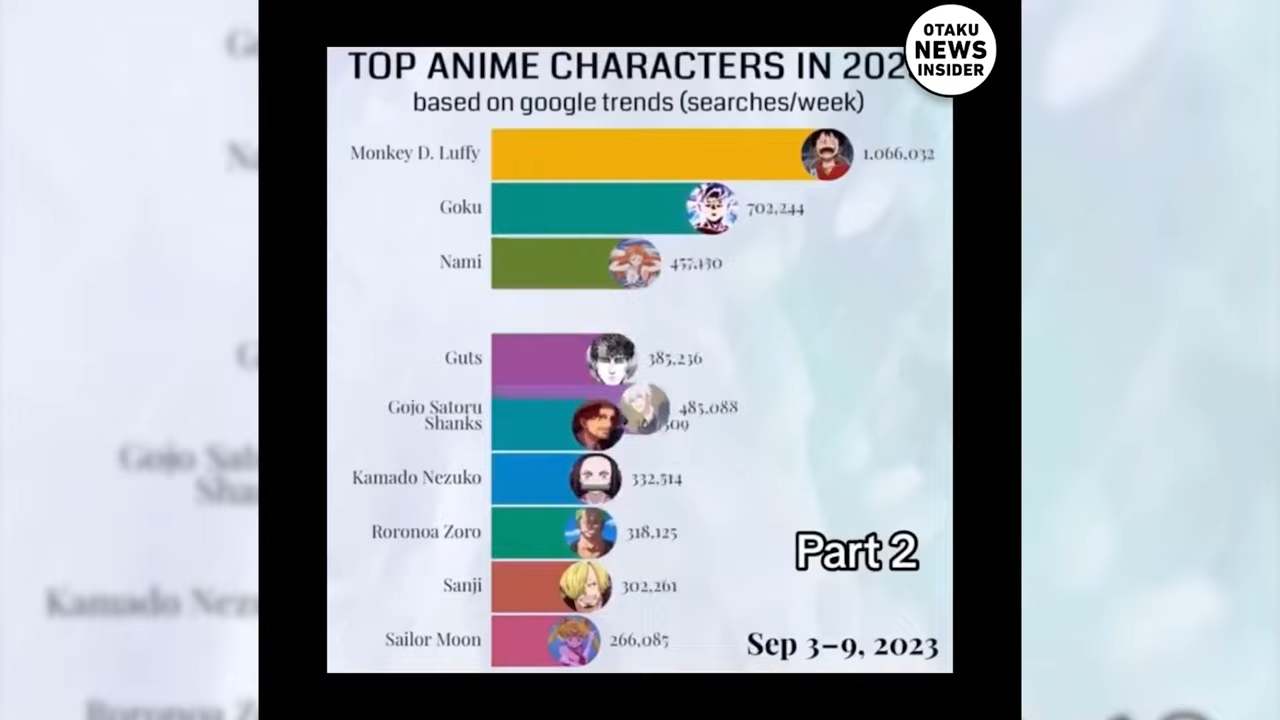 OTAKU
NEWS
INSIDER
TOP ANIME CHARACTERS IN 202
based on google trends (searches/week)
Monkey D. Luffy 1,066,032
Goku 702,244
Nami
Guts 385,236
Gojo Satoru 485,088
Shanks
Kamado Nezuko 332,514
Roronoa Zoro 318,125
Sanji 302,261
Sailor Moon 266,085
Part 2
Sep 3–9, 2023